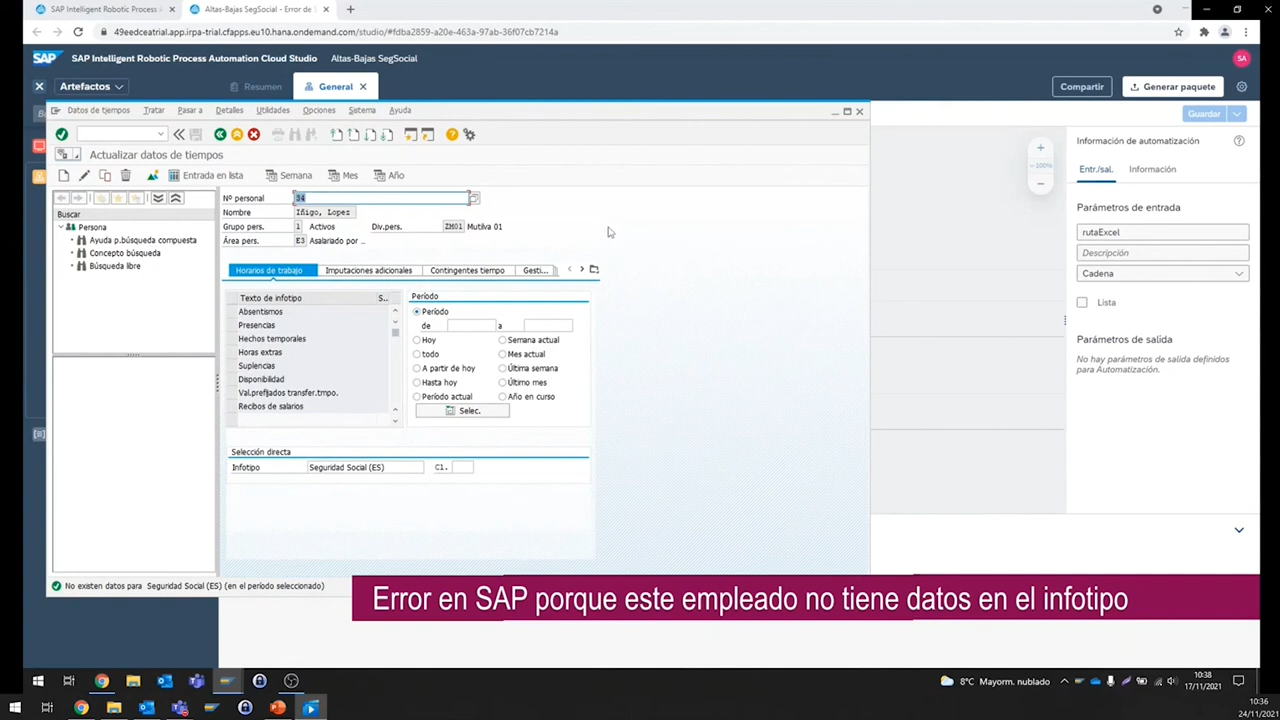 SAP Intelligent Robotic Process A
Altas-Bajas SegSocial - Error de S
49eedceatrial.app.irpa-trial.cfapps.eu10.hana.ondemand.com/studio/#fdba2859-a20e-463a-97ab-36f07cb7214a
SAP
SAP Intelligent Robotic Process Automation Cloud Studio
Altas-Bajas SegSocial
SA
Artefactos
Resumen
General
Compartir
Generar paquete
Datos de tiempos
Tratar
Pasar a
Detalles
Utilidades
Opciones
Sistema
Ayuda
Guardar
Actualizar datos de tiempos
Entrada en lista
Semana
Mes
Año
Nº personal
34
Nombre
Iñigo, Lopez
Grupo pers.
1
Activos
Div.pers.
ZM01
Mutilva 01
Área pers.
E3
Asalariado por ...
Buscar
Persona
Ayuda p.búsqueda compuesta
Concepto búsqueda
Búsqueda libre
Horarios de trabajo
Imputaciones adicionales
Contingentes tiempo
Gesti...
Texto de infotipo
S..
Absentismos
Presencias
Hechos temporales
Horas extras
Suplencias
Disponibilidad
Val.prefijados transfer.tmpo.
Recibos de salarios
Período
Período
de
a
Hoy
Semana actual
todo
Mes actual
A partir de hoy
Última semana
Hasta hoy
Último mes
Período actual
Año en curso
Selec.
Selección directa
Infotipo
Seguridad Social (ES)
Cl.
No existen datos para Seguridad Social (ES) (en el período seleccionado)
100%
Información de automatización
Entr./sal.
Información
Parámetros de entrada
rutaExcel
Descripción
Cadena
Lista
Parámetros de salida
No hay parámetros de salida definidos
para Automatización.
Error en SAP porque este empleado no tiene datos en el infotipo
8°C Mayorm. nublado
10:38
17/11/2021
10:36
24/11/2021